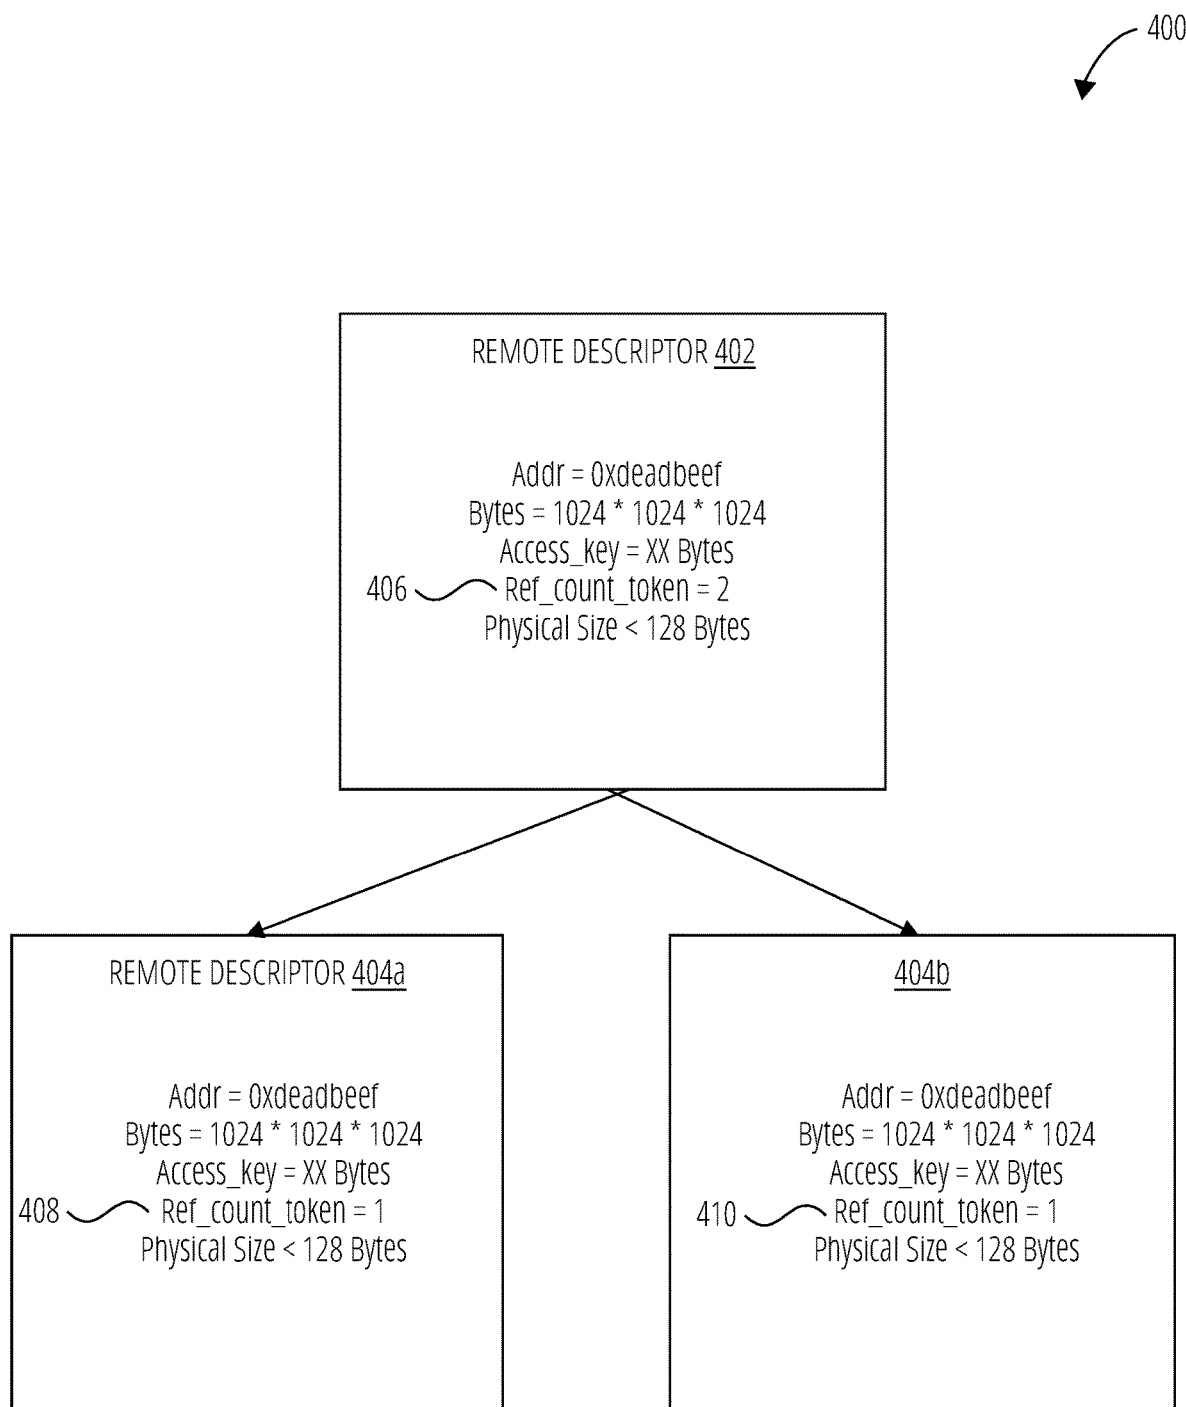 400
REMOTE DESCRIPTOR 402
Addr = 0xdeadbeef
Bytes = 1024 * 1024 * 1024
Access_key = XX Bytes
406 Ref_count_token = 2
Physical Size < 128 Bytes
REMOTE DESCRIPTOR 404a
Addr = 0xdeadbeef
Bytes = 1024 * 1024 * 1024
Access_key = XX Bytes
408 Ref_count_token = 1
Physical Size < 128 Bytes
404b
Addr = 0xdeadbeef
Bytes = 1024 * 1024 * 1024
Access_key = XX Bytes
410 Ref_count_token = 1
Physical Size < 128 Bytes